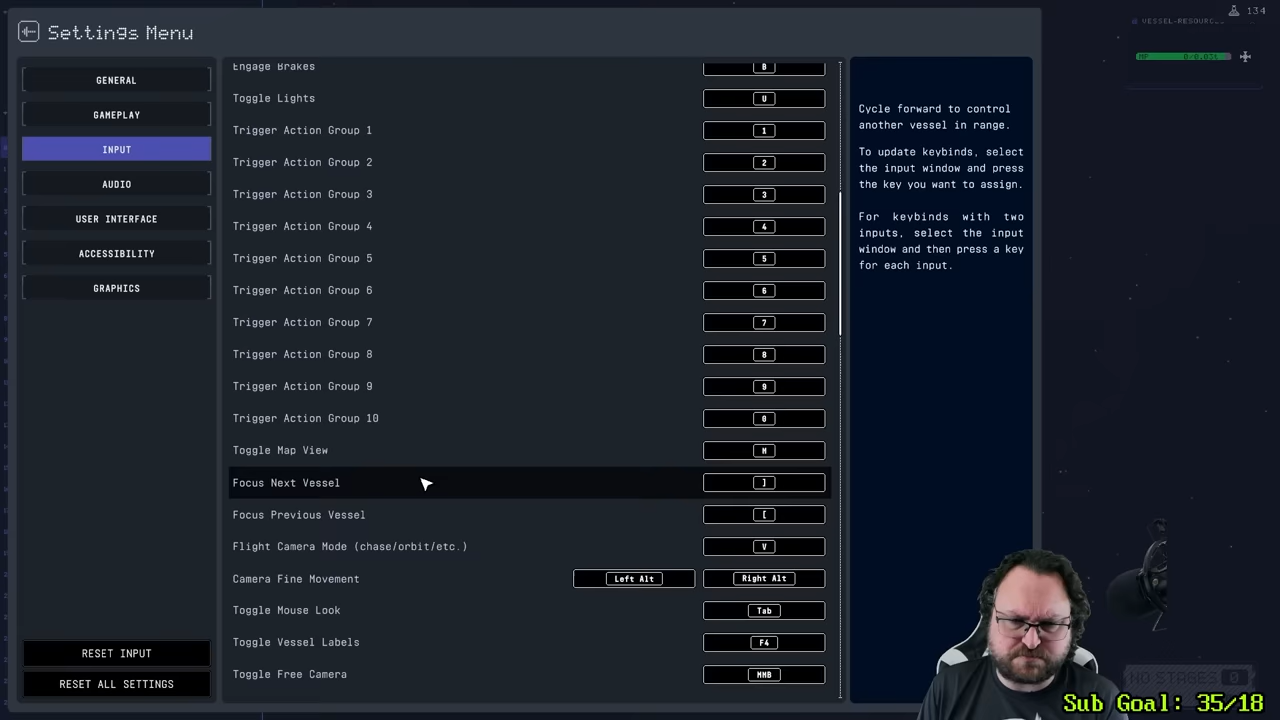 134
Settings Menu
VESSEL-RESOURC
GENERAL
GAMEPLAY
INPUT
AUDIO
USER INTERFACE
ACCESSIBILITY
GRAPHICS
RESET INPUT
RESET ALL SETTINGS
Engage Brakes B
Toggle Lights U
Trigger Action Group 1 1
Trigger Action Group 2 2
Trigger Action Group 3 3
Trigger Action Group 4 4
Trigger Action Group 5 5
Trigger Action Group 6 6
Trigger Action Group 7 7
Trigger Action Group 8 8
Trigger Action Group 9 9
Trigger Action Group 10 0
Toggle Map View M
Focus Next Vessel ]
Focus Previous Vessel [
Flight Camera Mode (chase/orbit/etc.) V
Camera Fine Movement Left Alt Right Alt
Toggle Mouse Look Tab
Toggle Vessel Labels F4
Toggle Free Camera MMB
Cycle forward to control
another vessel in range.
To update keybinds, select
the input window and press
the key you want to assign.
For keybinds with two
inputs, select the input
window and then press a key
for each input.
NO STAGES 0
Sub Goal: 35/18